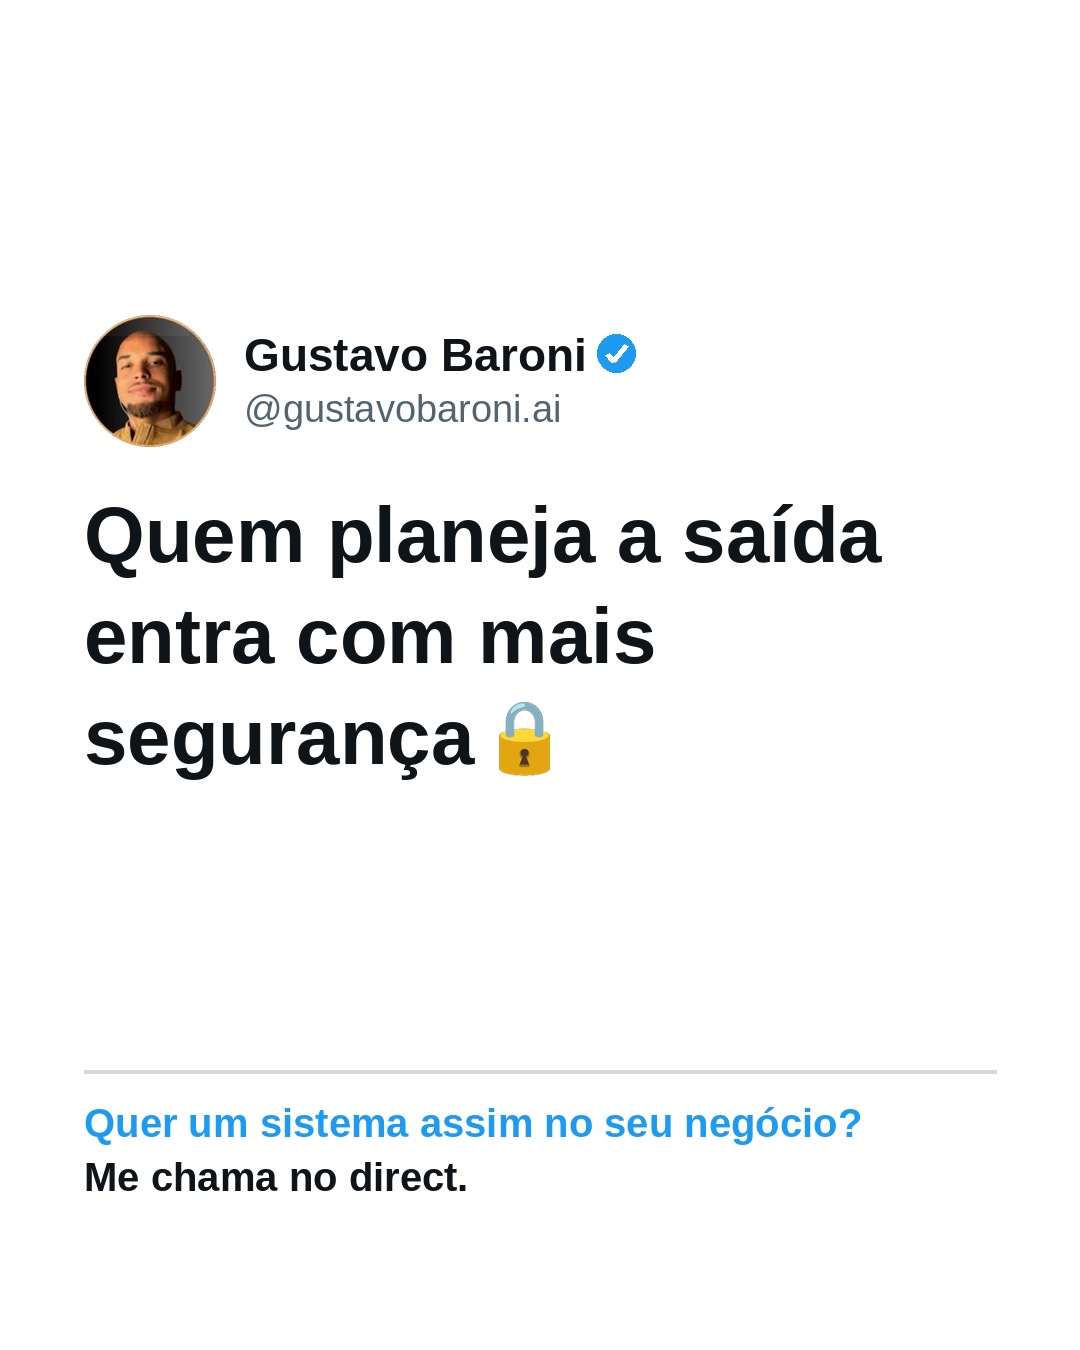 Gustavo Baroni
@gustavobaroni.ai
Quem planeja a saída
entra com mais
segurança 🔒
Quer um sistema assim no seu negócio?
Me chama no direct.